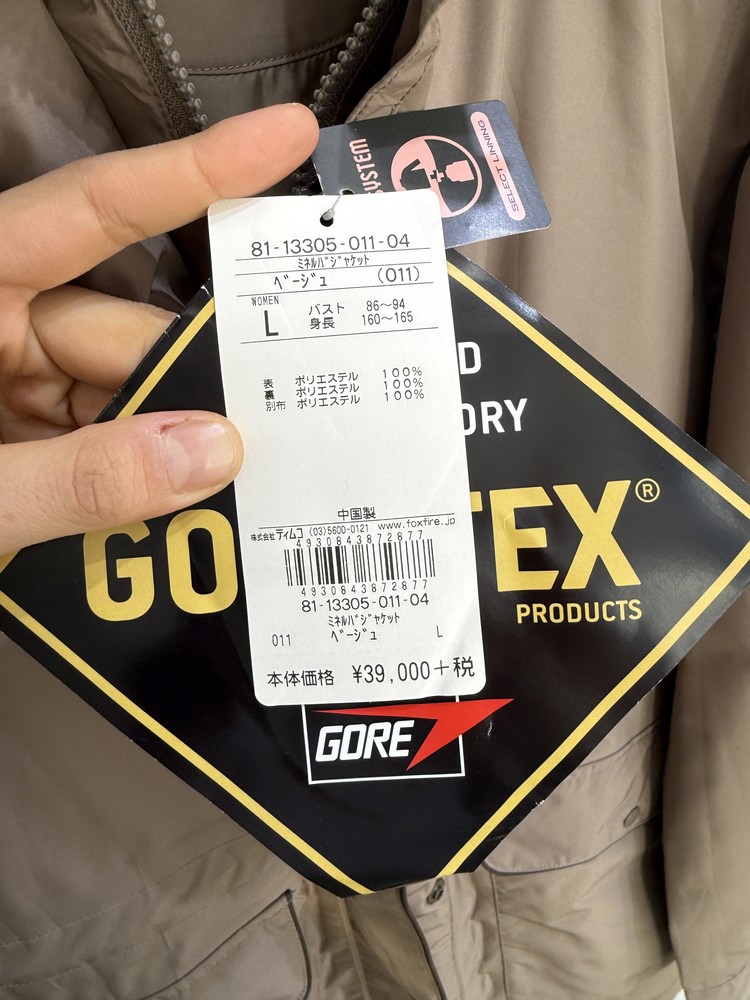 SYSTEM
SELECT LINNING
81-13305-011-04
ミネルバジャケット
ベージュ (011)
WOMEN
L バスト 86～94
身長 160～165
表 ポリエステル 100%
裏 ポリエステル 100%
別布 ポリエステル 100%
中国製
株式会社ティムコ (03)5600-0121 www.foxfire.jp
4930843872877
4930843872877
81-13305-011-04
ミネルバジャケット
011 ベージュ L
本体価格 ¥39,000+税
D
DRY
GO TEX®
PRODUCTS
GORE